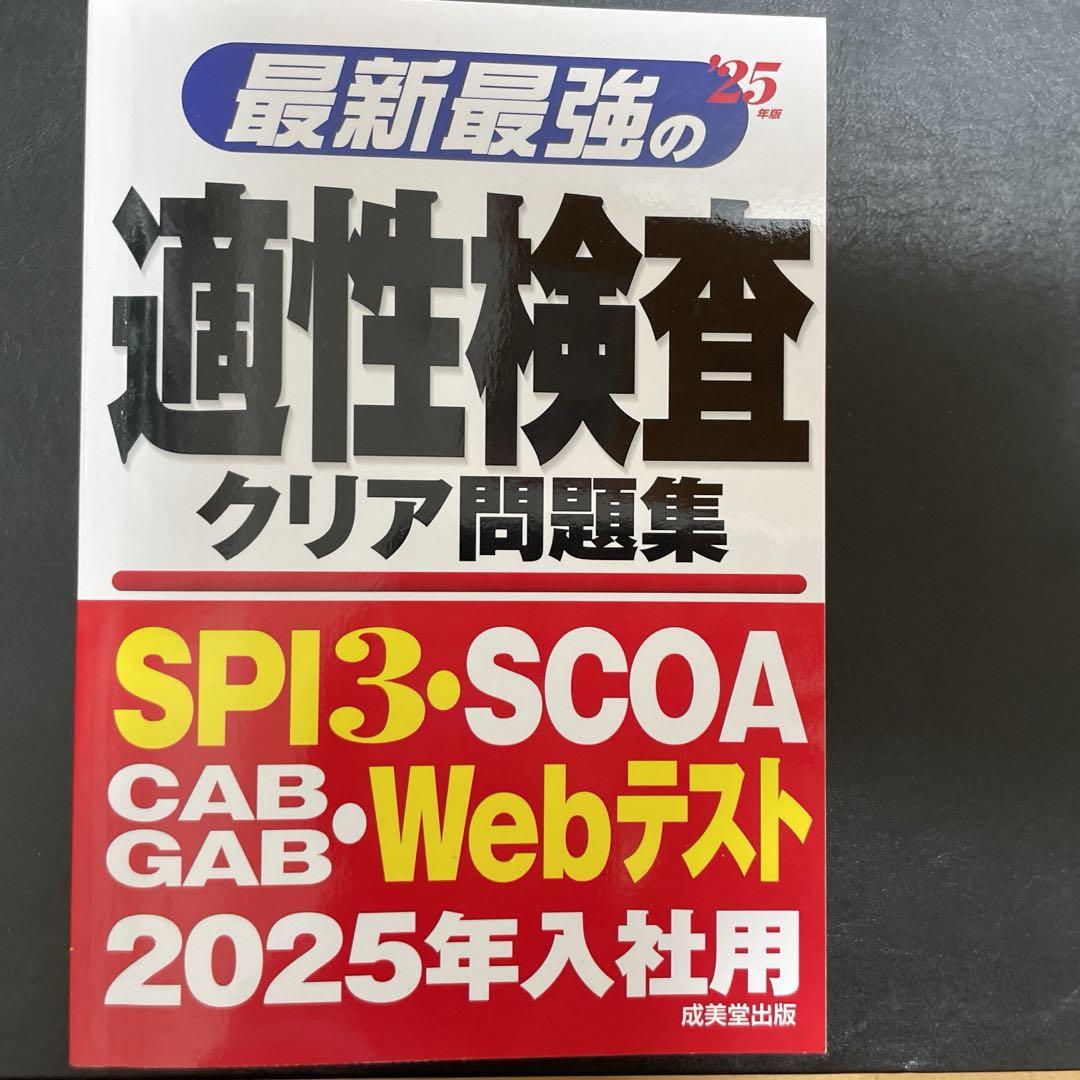 最新最強の
'25
年版
適性検査
クリア問題集
SPI3・SCOA
CAB
GAB・Webテスト
2025年入社用
成美堂出版